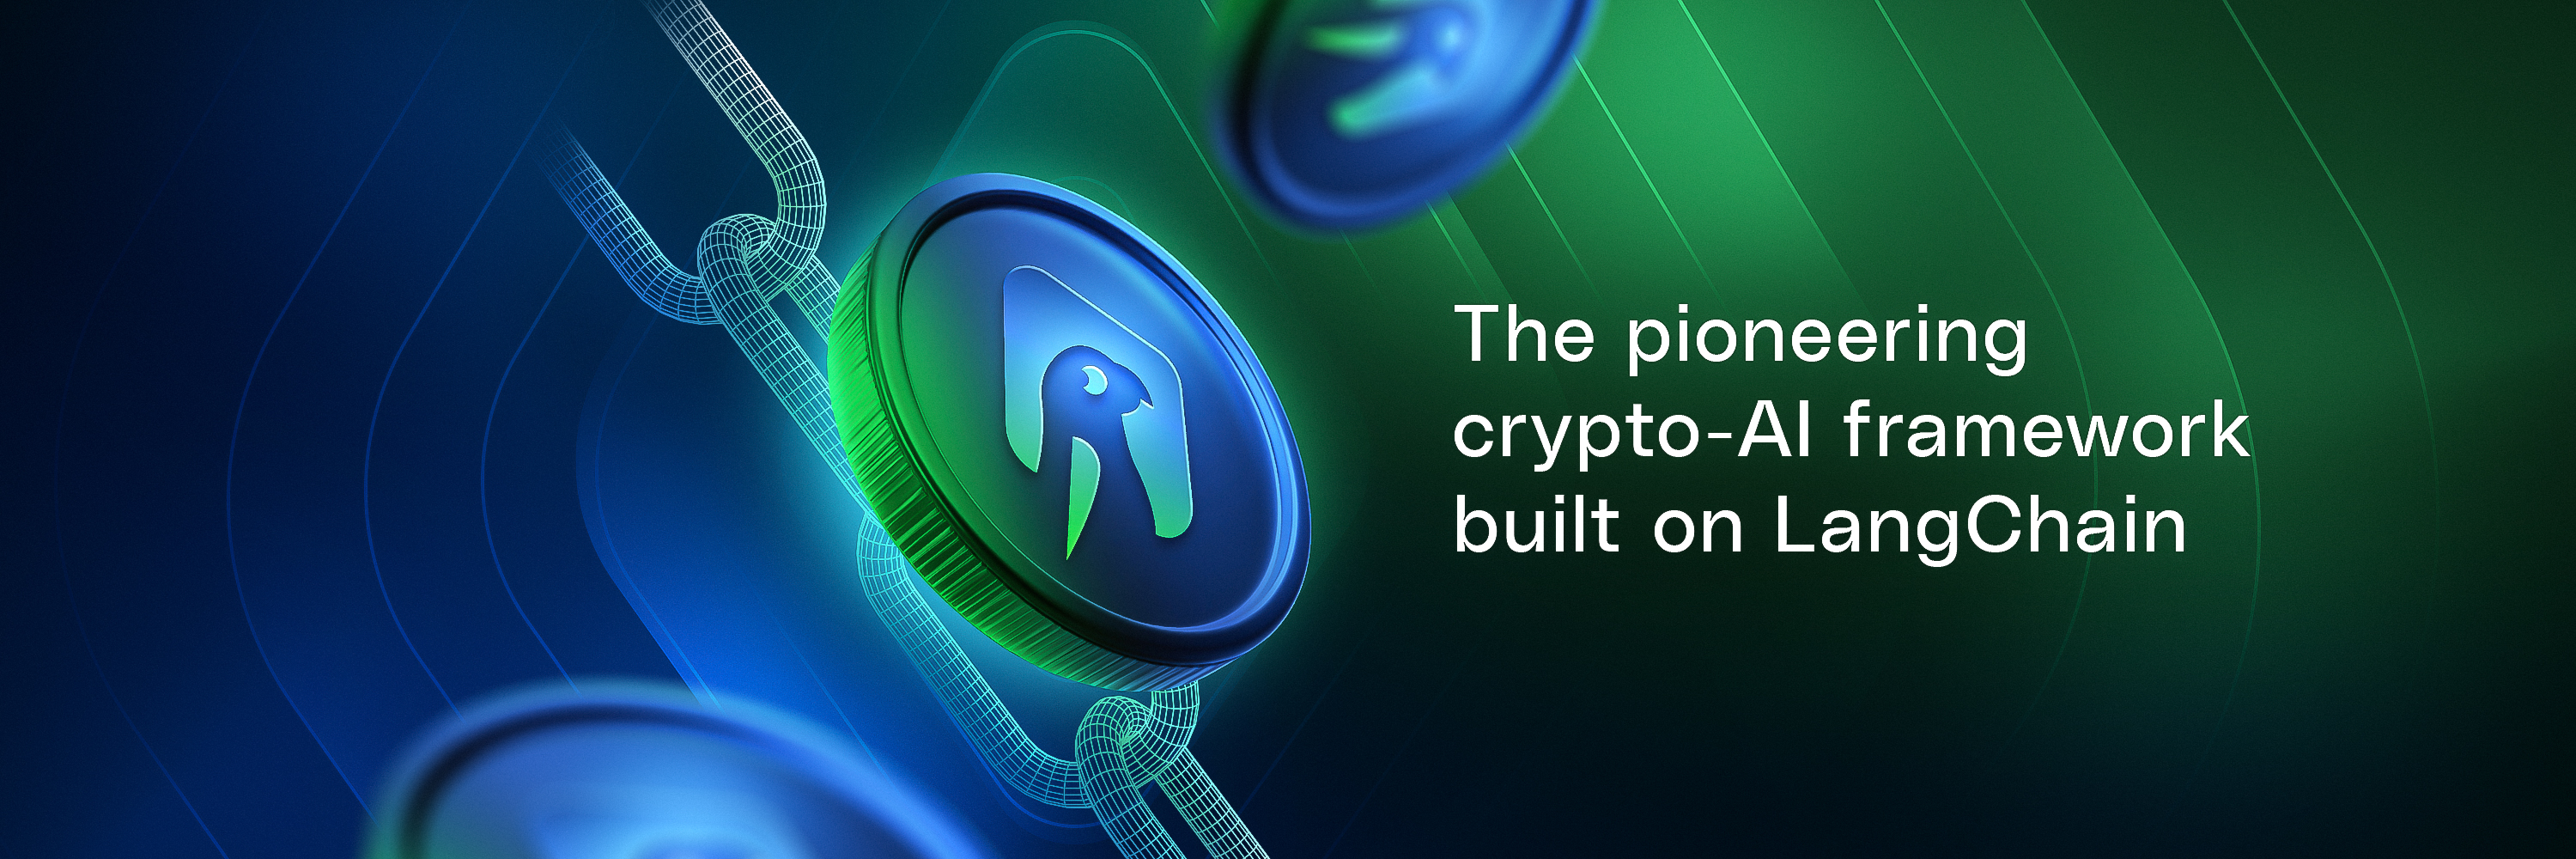 The pioneering
crypto-AI framework
built on LangChain